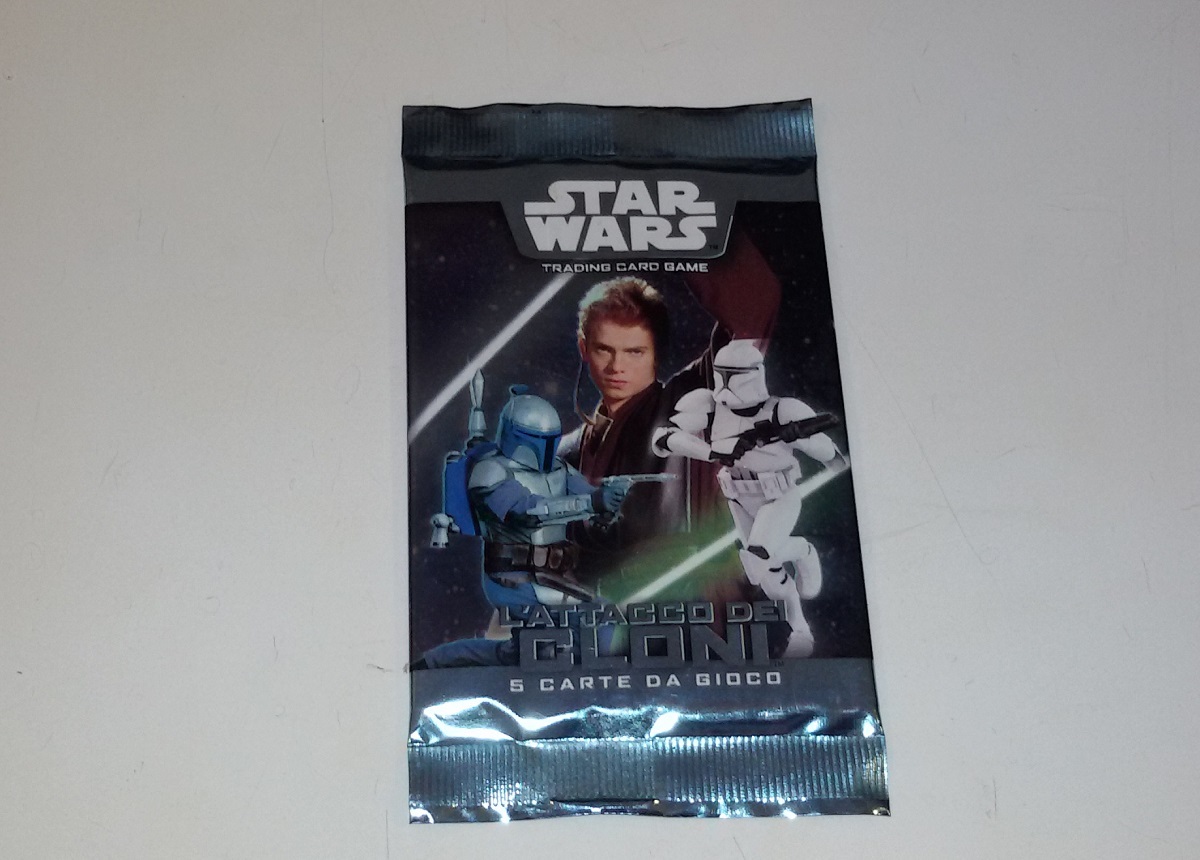 STAR
WARS
TRADING CARD GAME
L'ATTACCO DEI
CLONI
5 CARTE DA GIOCO